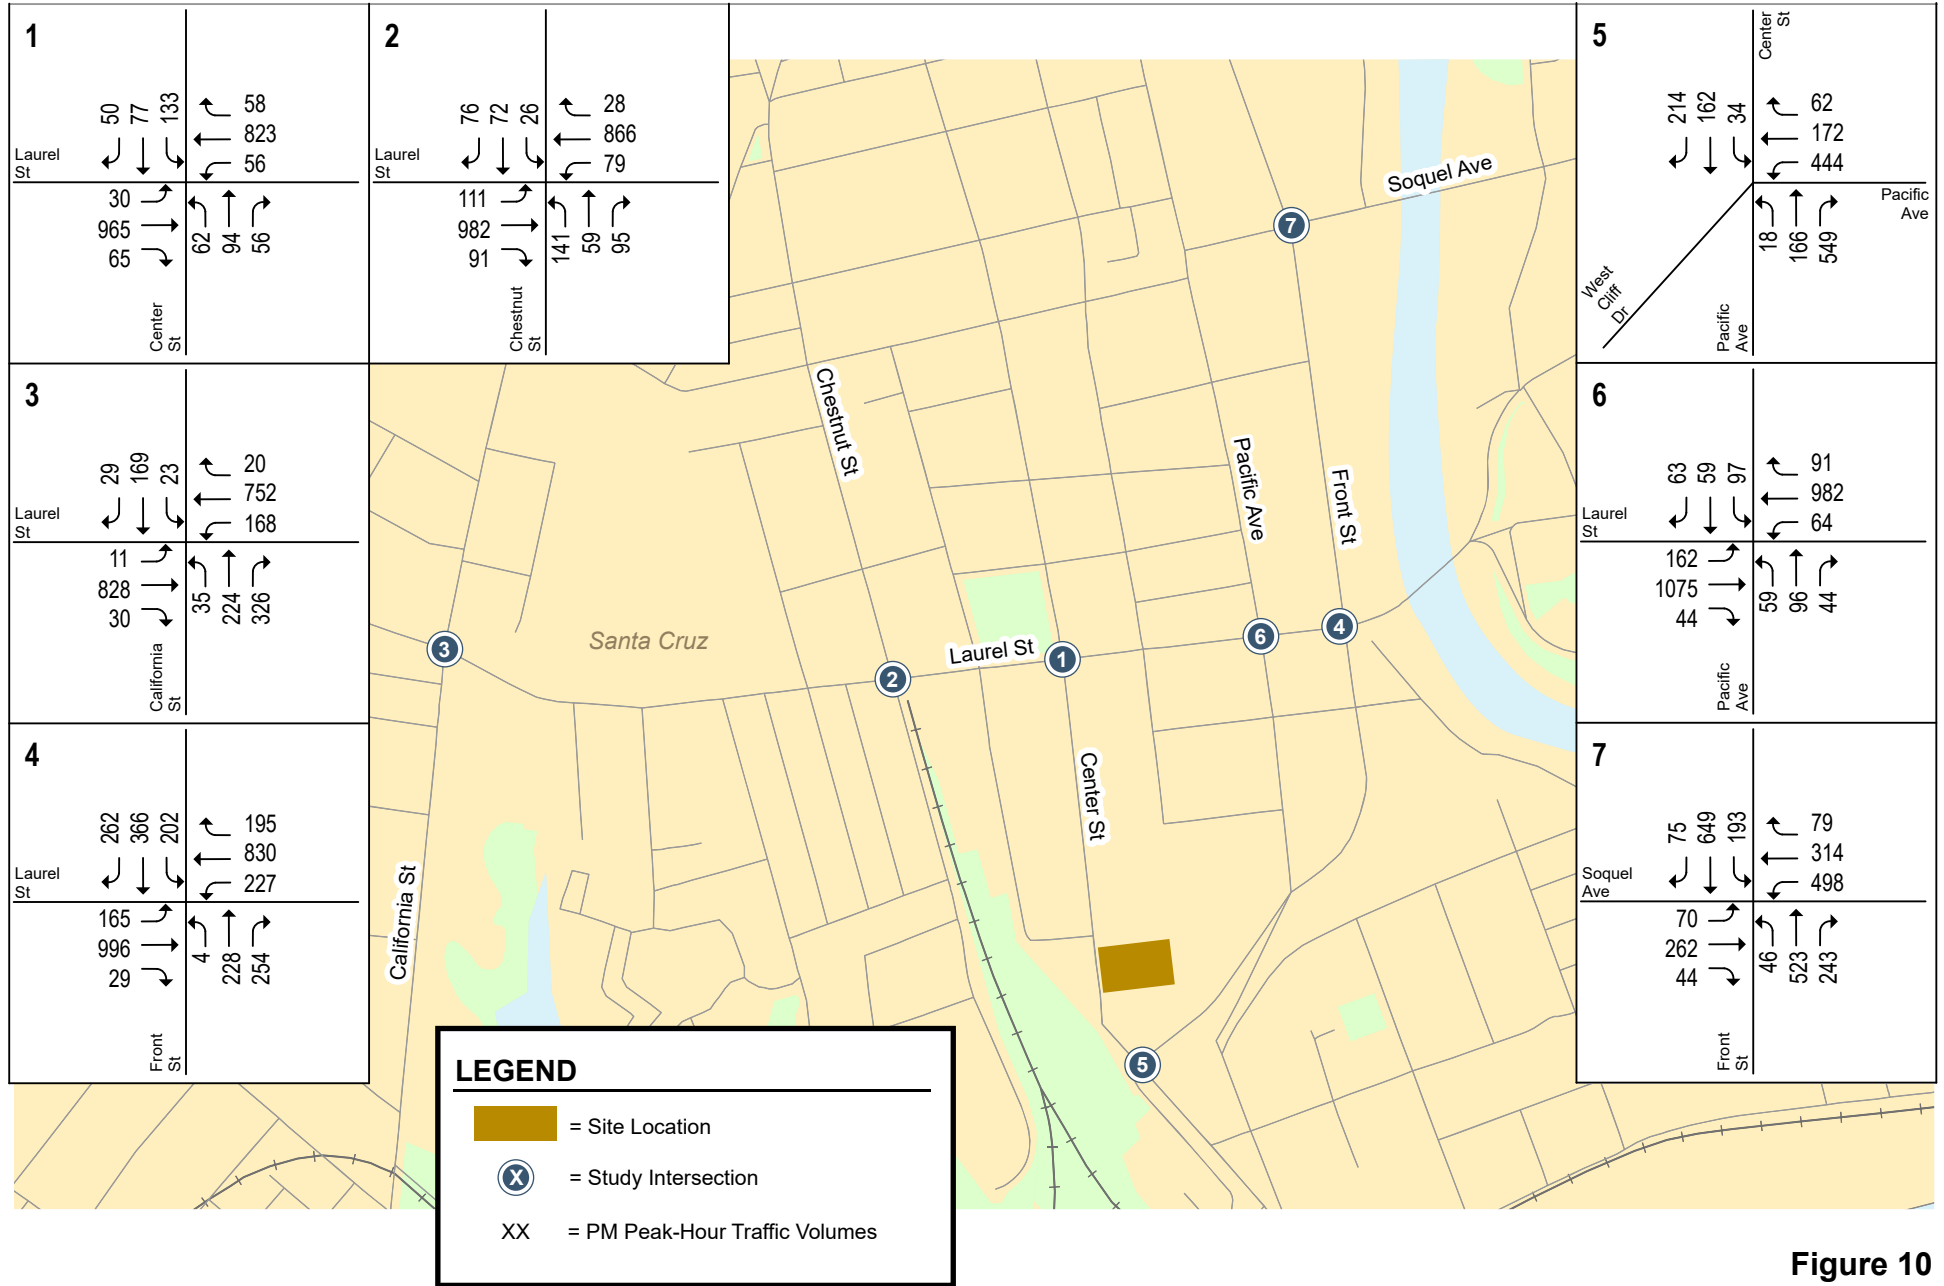 1
50 77 133
58
823
56
Laurel
St
30
965
65
62 94 56
Center
St
2
76 72 26
28
866
79
Laurel
St
111
982
91
141 59 95
Chestnut
St
3
29 169 23
20
752
168
Laurel
St
11
828
30
35 224 326
California
St
4
262 366 202
195
830
227
Laurel
St
165
996
29
4 228 254
Front
St
5
Center
St
214 162 34
62
172
444
Pacific
Ave
18 166 549
West
Cliff
Dr
Pacific
Ave
6
63 59 97
91
982
64
Laurel
St
162
1075
44
59 96 44
Pacific
Ave
7
75 649 193
79
314
498
Soquel
Ave
70
262
44
46 523 243
Front
St
Soquel Ave
7
Chestnut St
Pacific Ave
Front St
Santa Cruz
3
2
Laurel St
1
6
4
Center St
California St
5
LEGEND
= Site Location
X = Study Intersection
XX = PM Peak-Hour Traffic Volumes
Figure 10